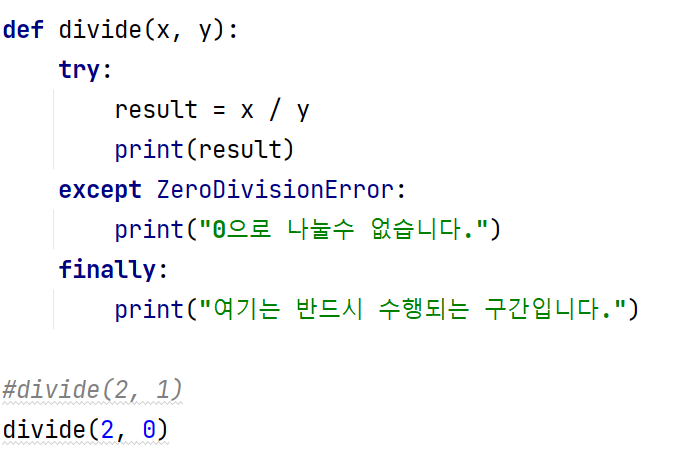 def divide(x, y):
    try:
        result = x / y
        print(result)
    except ZeroDivisionError:
        print("0으로 나눌수 없습니다.")
    finally:
        print("여기는 반드시 수행되는 구간입니다.")
#divide(2, 1)
divide(2, 0)